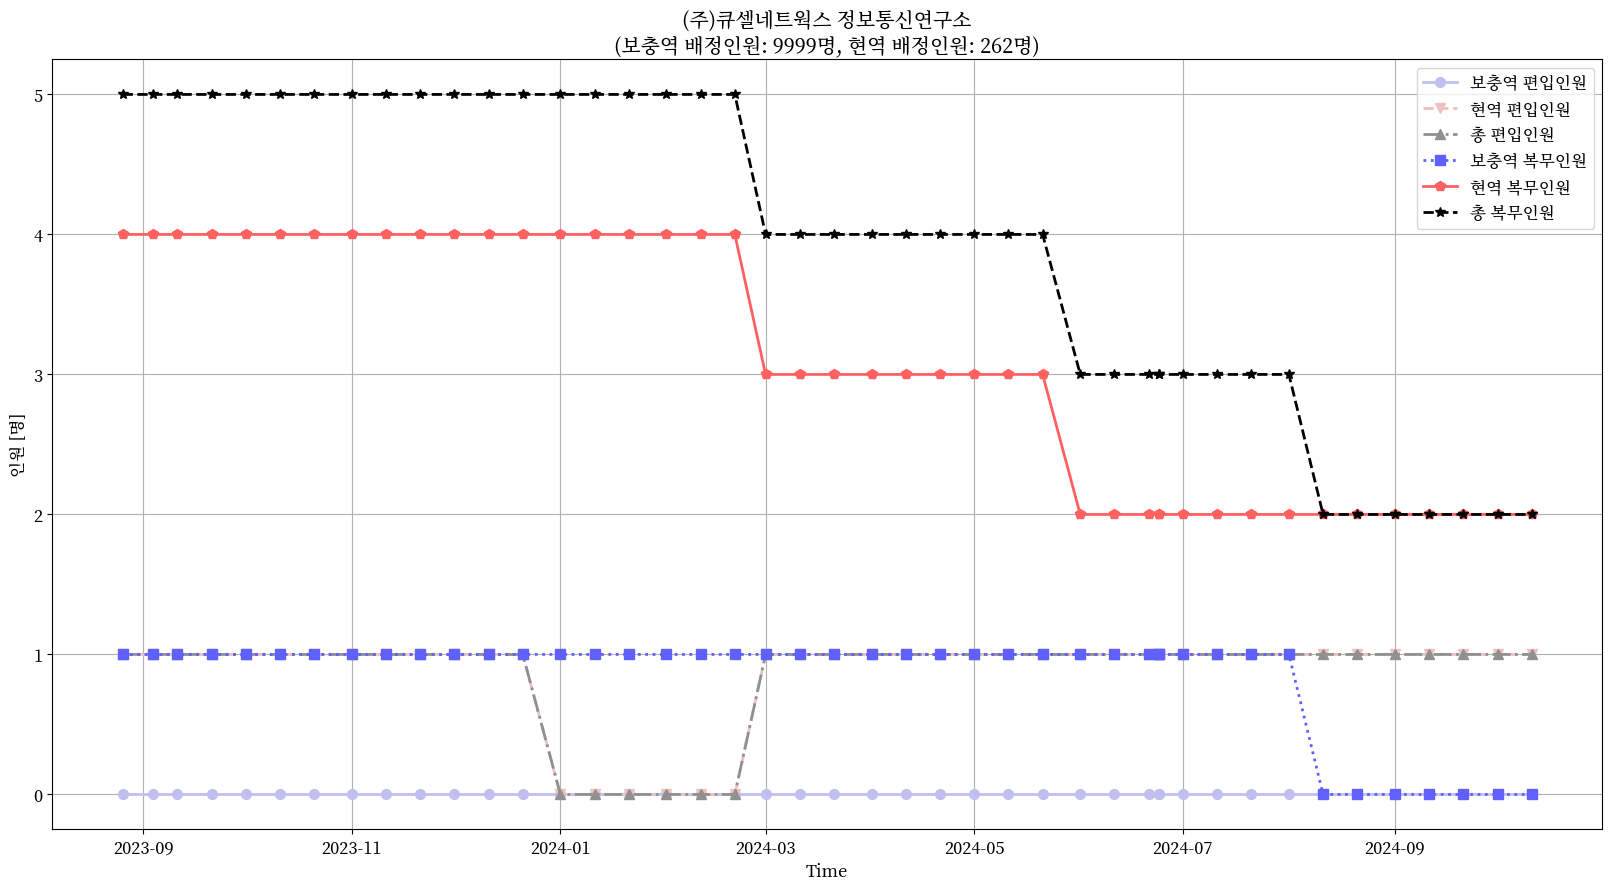 (주)큐셀네트웍스 정보통신연구소
(보충역 배정인원: 9999명, 현역 배정인원: 262명)
보충역 편입인원
현역 편입인원
총 편입인원
보충역 복무인원
현역 복무인원
총 복무인원
인원 [명]
5
4
3
2
1
0
2023-09
2023-11
2024-01
2024-03
2024-05
2024-07
2024-09
Time